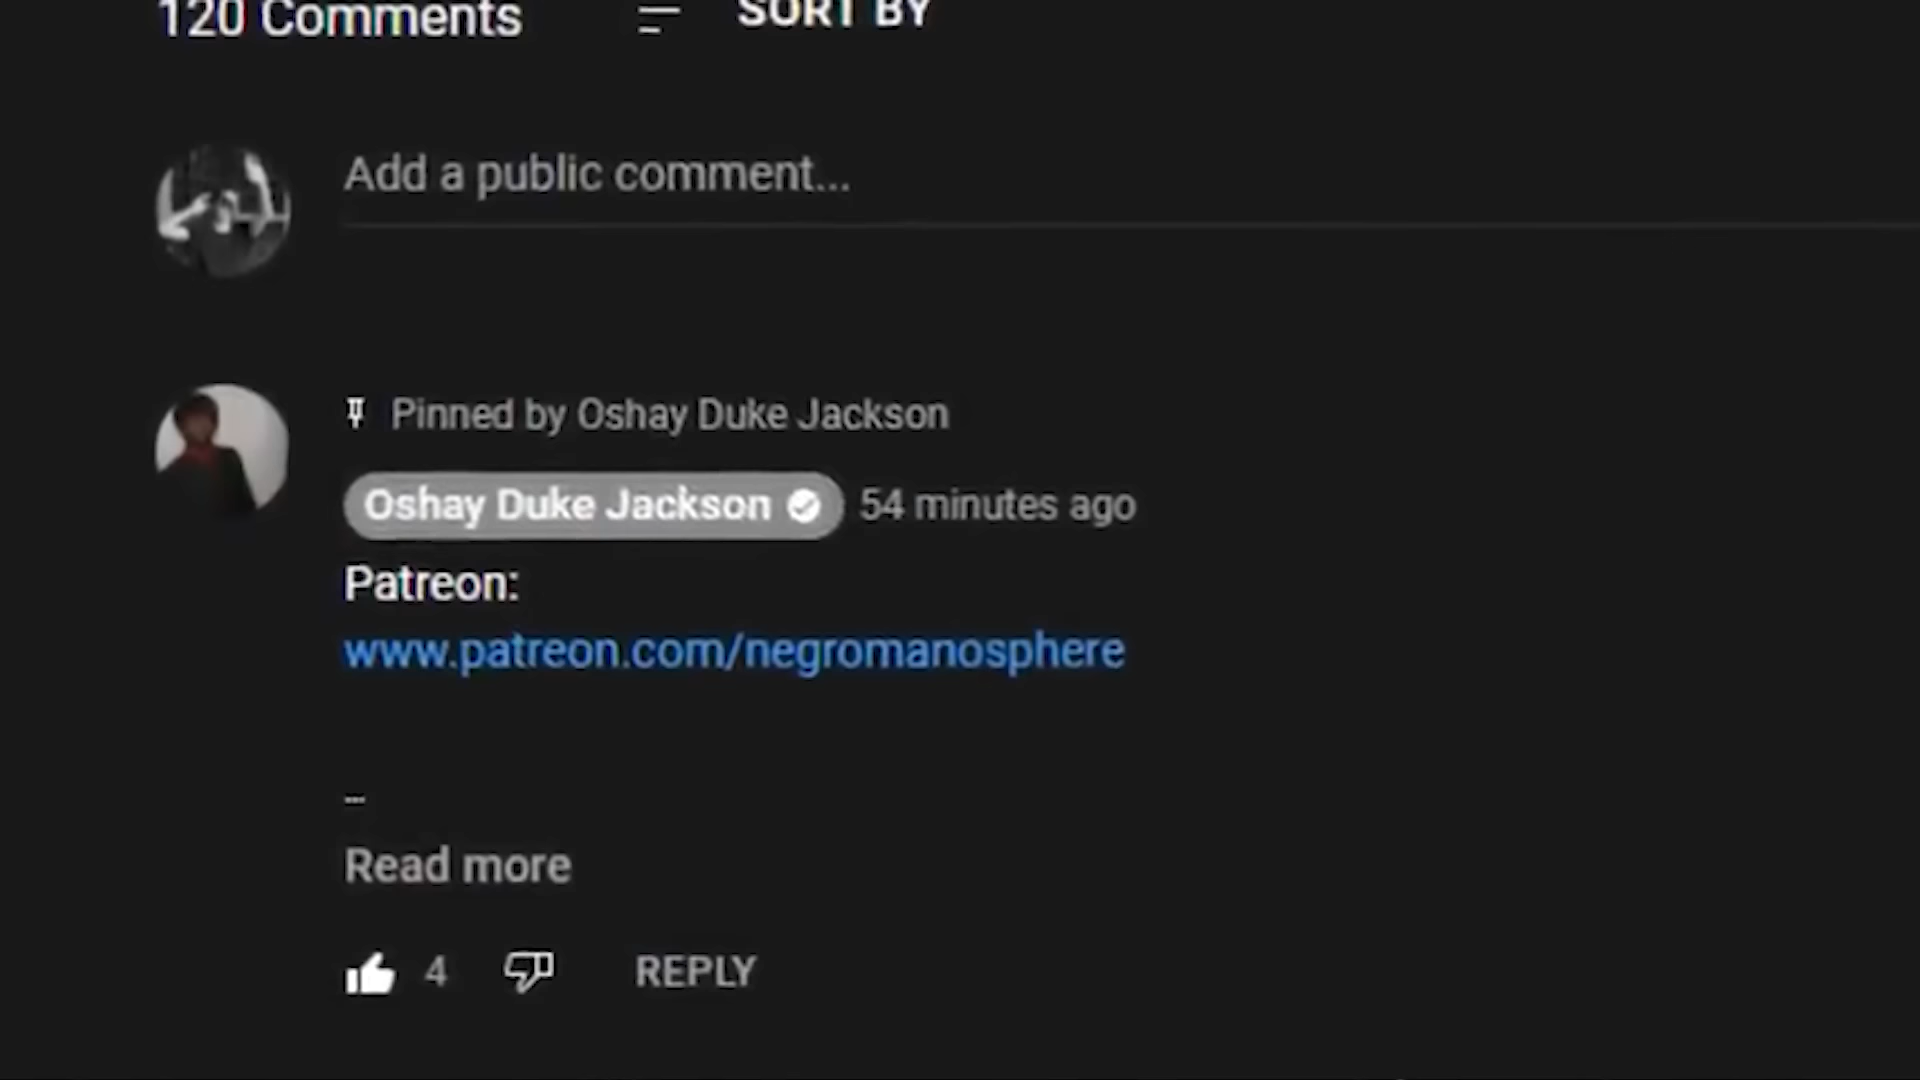 120 Comments SORT BY
Add a public comment...
Pinned by Oshay Duke Jackson
Oshay Duke Jackson 54 minutes ago
Patreon:
www.patreon.com/negromanosphere
...
Read more
4 REPLY